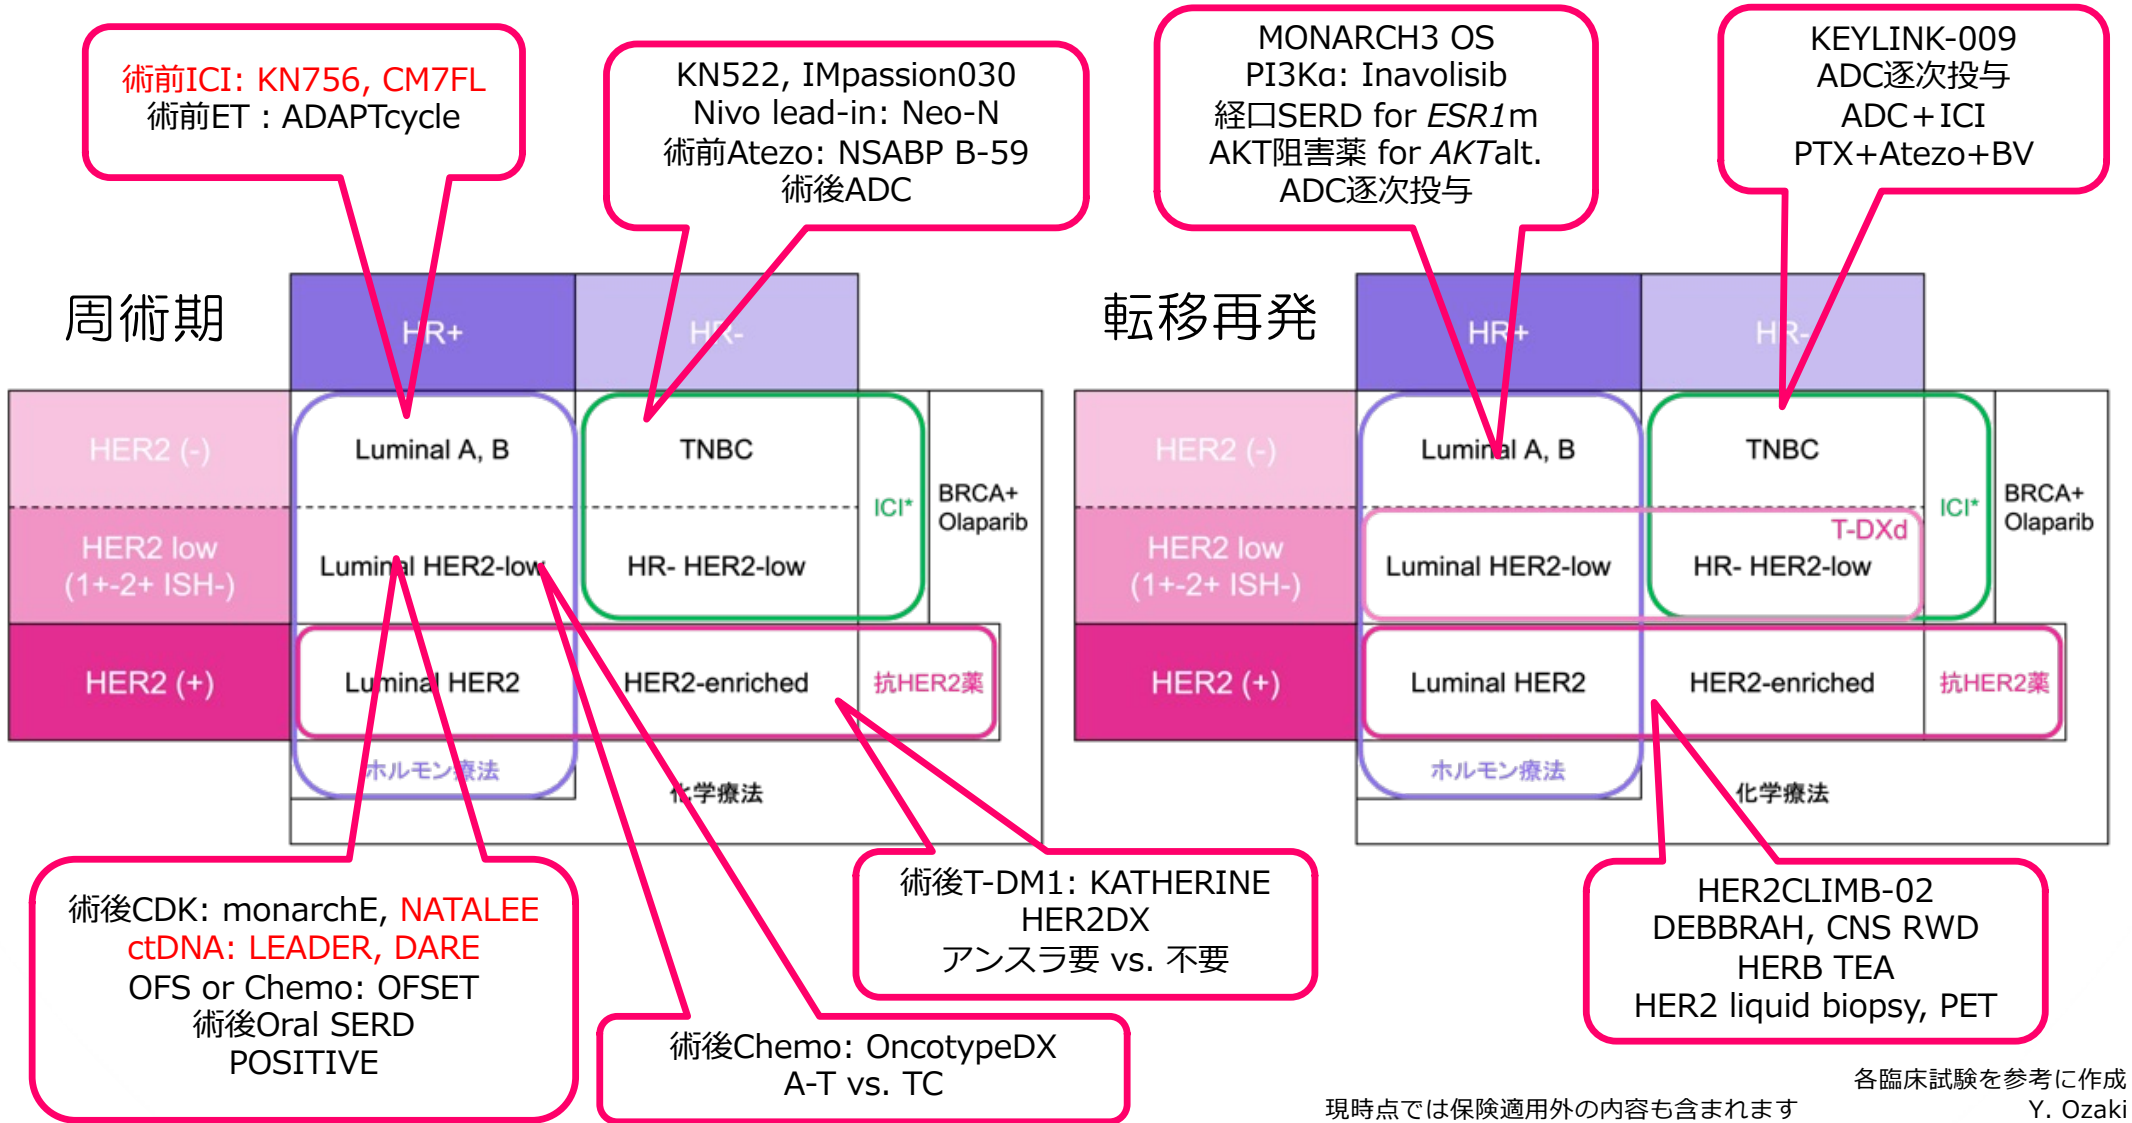 術前ICI: KN756, CM7FL
術前ET：ADAPTcycle
KN522, IMpassion030
Nivo lead-in: Neo-N
術前Atezo: NSABP B-59
術後ADC
MONARCH3 OS
PI3Kα: Inavolisib
経口SERD for ESR1m
AKT阻害薬 for AKTalt.
ADC逐次投与
KEYLINK-009
ADC逐次投与
ADC＋ICI
PTX+Atezo+BV
周術期
HR+
HR-
HER2 (-)
Luminal A, B
TNBC
ICI*
BRCA+
Olaparib
HER2 low
(1+-2+ ISH-)
Luminal HER2-low
HR- HER2-low
HER2 (+)
Luminal HER2
HER2-enriched
抗HER2薬
ホルモン療法
化学療法
転移再発
HR+
HR-
HER2 (-)
Luminal A, B
TNBC
ICI*
BRCA+
Olaparib
T-DXd
HER2 low
(1+-2+ ISH-)
Luminal HER2-low
HR- HER2-low
HER2 (+)
Luminal HER2
HER2-enriched
抗HER2薬
ホルモン療法
化学療法
術後CDK: monarchE, NATALEE
ctDNA: LEADER, DARE
OFS or Chemo: OFSET
術後Oral SERD
POSITIVE
術後Chemo: OncotypeDX
A-T vs. TC
術後T-DM1: KATHERINE
HER2DX
アンスラ要 vs. 不要
HER2CLIMB-02
DEBBRAH, CNS RWD
HERB TEA
HER2 liquid biopsy, PET
各臨床試験を参考に作成
現時点では保険適用外の内容も含まれます
Y. Ozaki